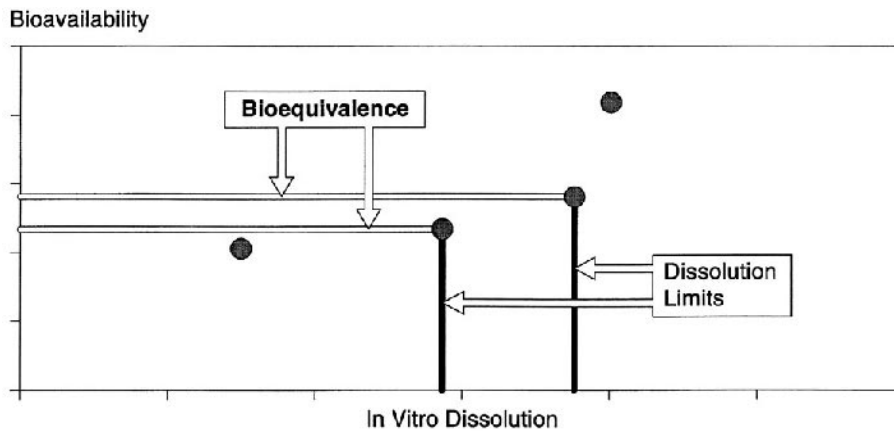 Bioavailability
Bioequivalence
Dissolution
Limits
In Vitro Dissolution